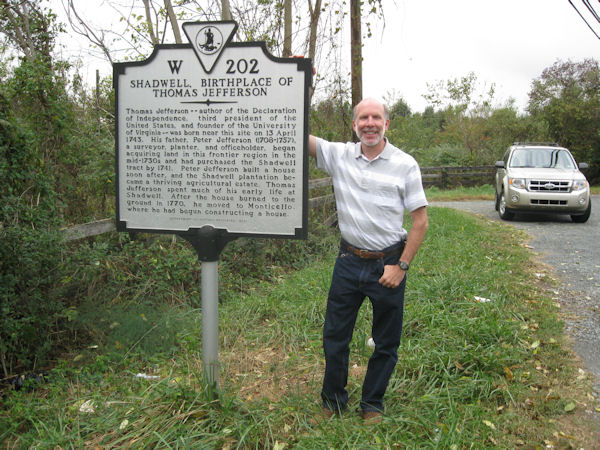 W 202
SHADWELL, BIRTHPLACE OF
THOMAS JEFFERSON
Thomas Jefferson--author of the Declaration
of Independence, third president of the
United States, and founder of the University
of Virginia--was born near this site on 13 April
1743. His father, Peter Jefferson (1708-1757),
a surveyor, planter, and officeholder, began
acquiring land in this frontier region in the
mid-1730s and had purchased the Shadwell
tract by 1741. Peter Jefferson built a house
soon after, and the Shadwell plantation be-
came a thriving agricultural estate. Thomas
Jefferson spent much of his early life at
Shadwell. After the house burned to the
ground in 1770, he moved to Monticello
where he had begun constructing a house.